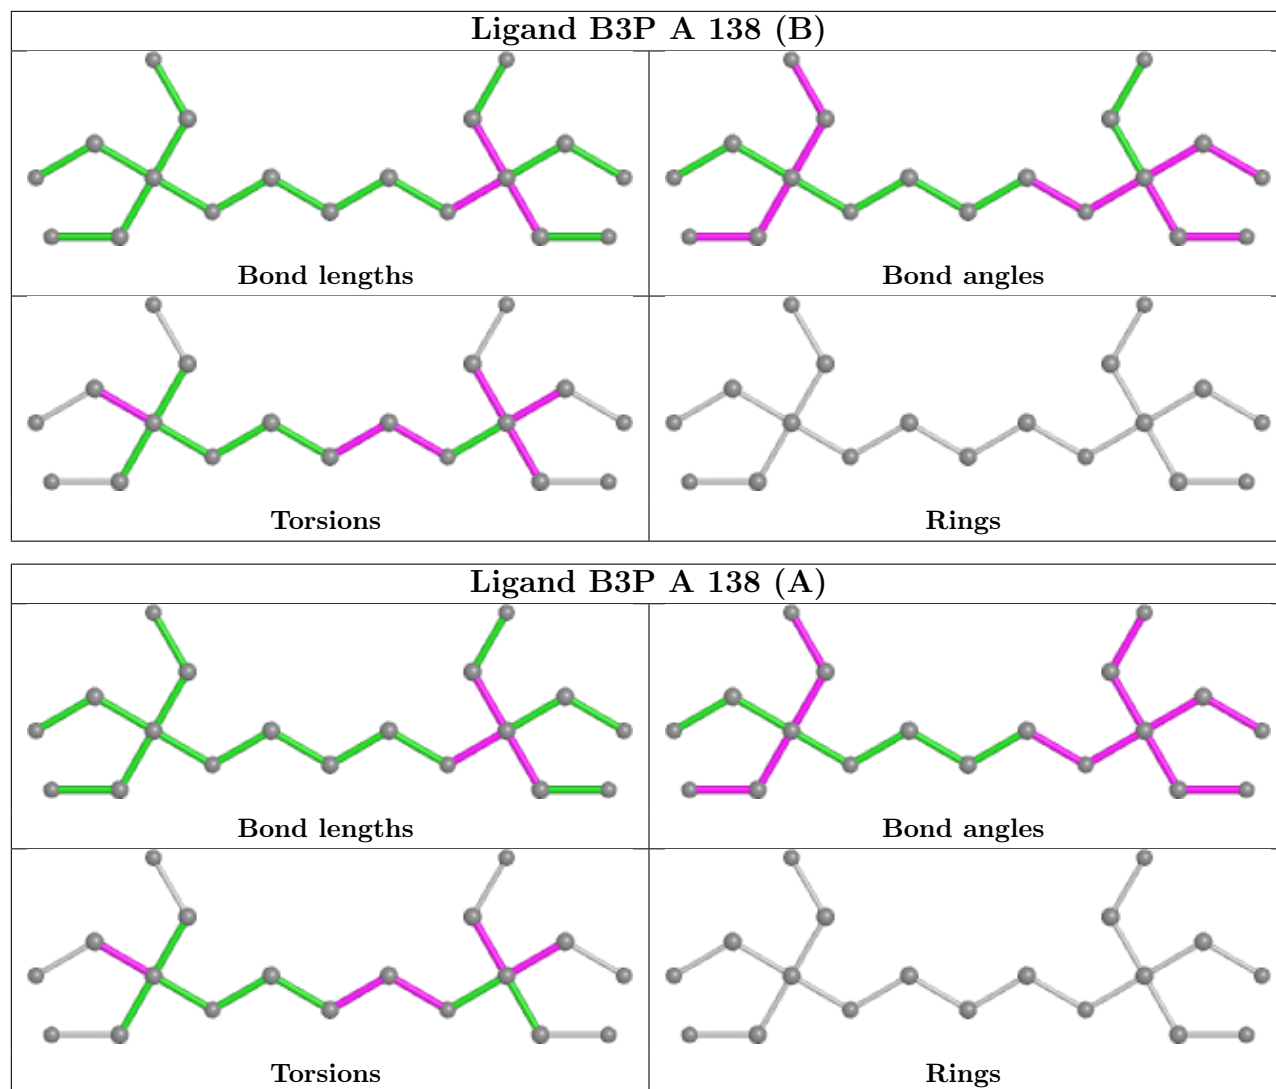 Ligand B3P A 138 (B)
Bond lengths
Bond angles
Torsions
Rings
Ligand B3P A 138 (A)
Bond lengths
Bond angles
Torsions
Rings